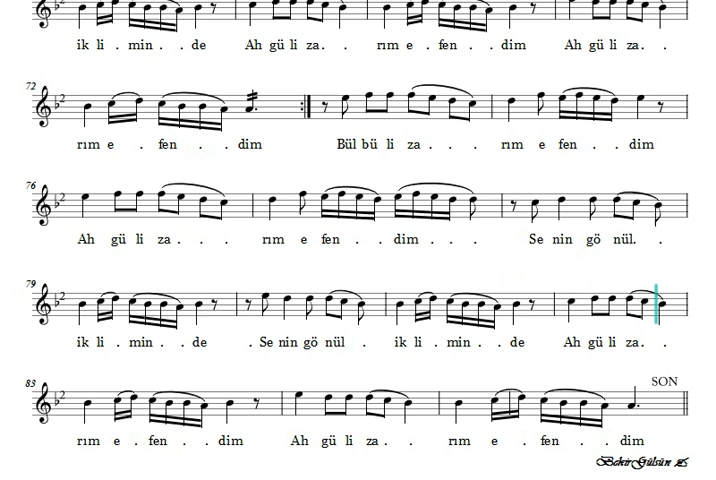 ik li . min . . de Ah gü li za . . rım e . fen . . dim Ah gü li za . .
72
rım e . . fen . . dim Bül bü li za . . . rım e fen . . dim
76
Ah gü li za . . . rım e fen . . dim . . . Se nin gö nül. .
79
ik li . min . . de . Se nin gö nül . ik li . min . . de Ah gü li za . .
83 SON
rım e . fen . . dim Ah gü li za . . rım e . fen . . dim
Bekir Gülsün